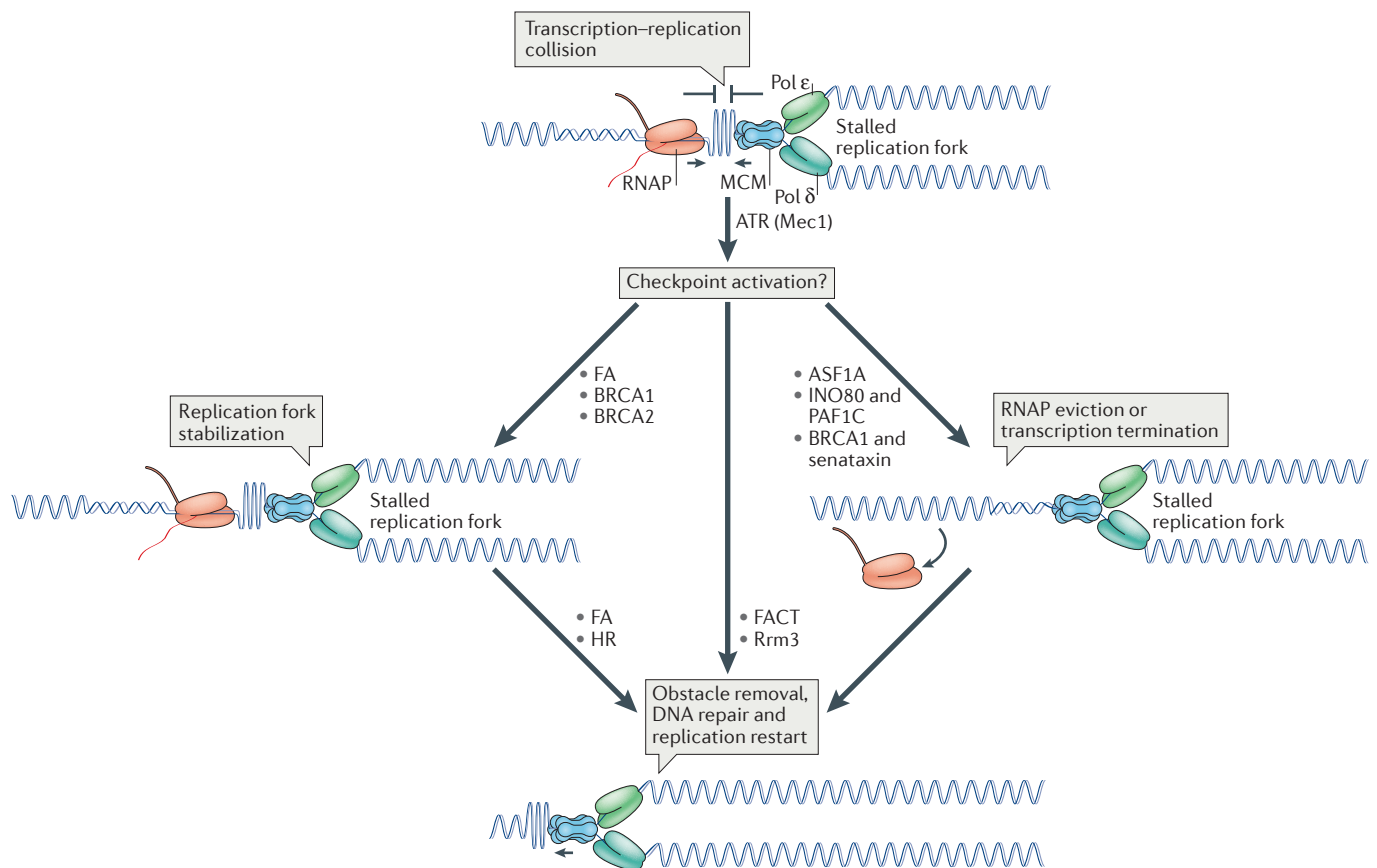 Transcription–replication
collision
Pol ε
Stalled
replication fork
RNAP
MCM
Pol δ
ATR (Mec1)
Checkpoint activation?
• FA
• BRCA1
• BRCA2
• ASF1A
• INO80 and
PAF1C
• BRCA1 and
senataxin
Replication fork
stabilization
RNAP eviction or
transcription termination
Stalled
replication fork
Stalled
replication fork
• FA
• HR
• FACT
• Rrm3
Obstacle removal,
DNA repair and
replication restart